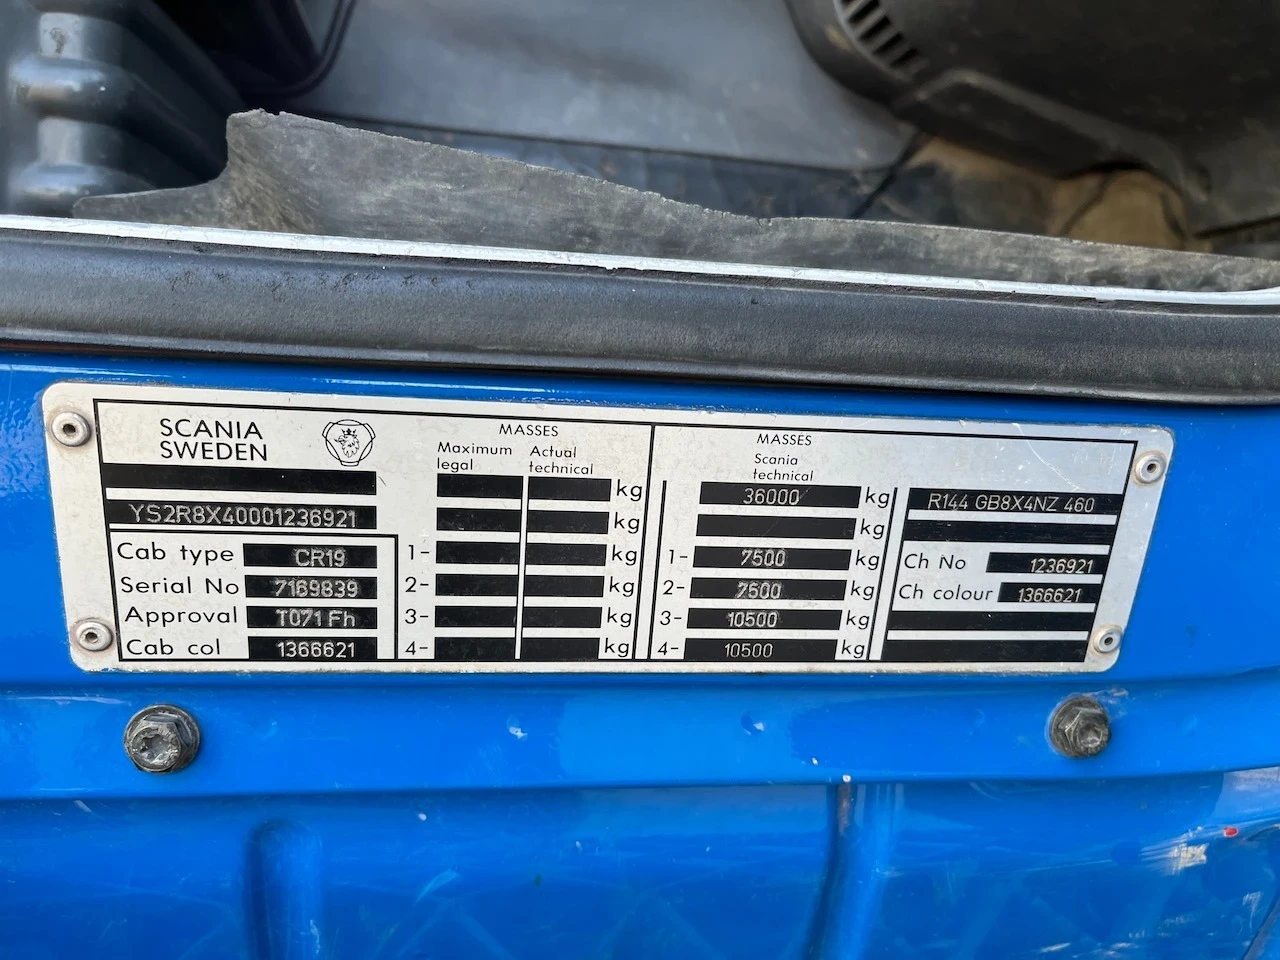 SCANIA
SWEDEN
YS2R8X40001236921
Cab type CR19
Serial No 7169839
Approval T071 Fh
Cab col 1366621
MASSES
Maximum legal
Actual technical
kg
kg
1- kg
2- kg
3- kg
4- kg
MASSES
Scania
technical
36000 kg
kg
1- 7500 kg
2- 7500 kg
3- 10500 kg
4- 10500 kg
R144 GB8X4NZ 460
Ch No 1236921
Ch colour 1366621